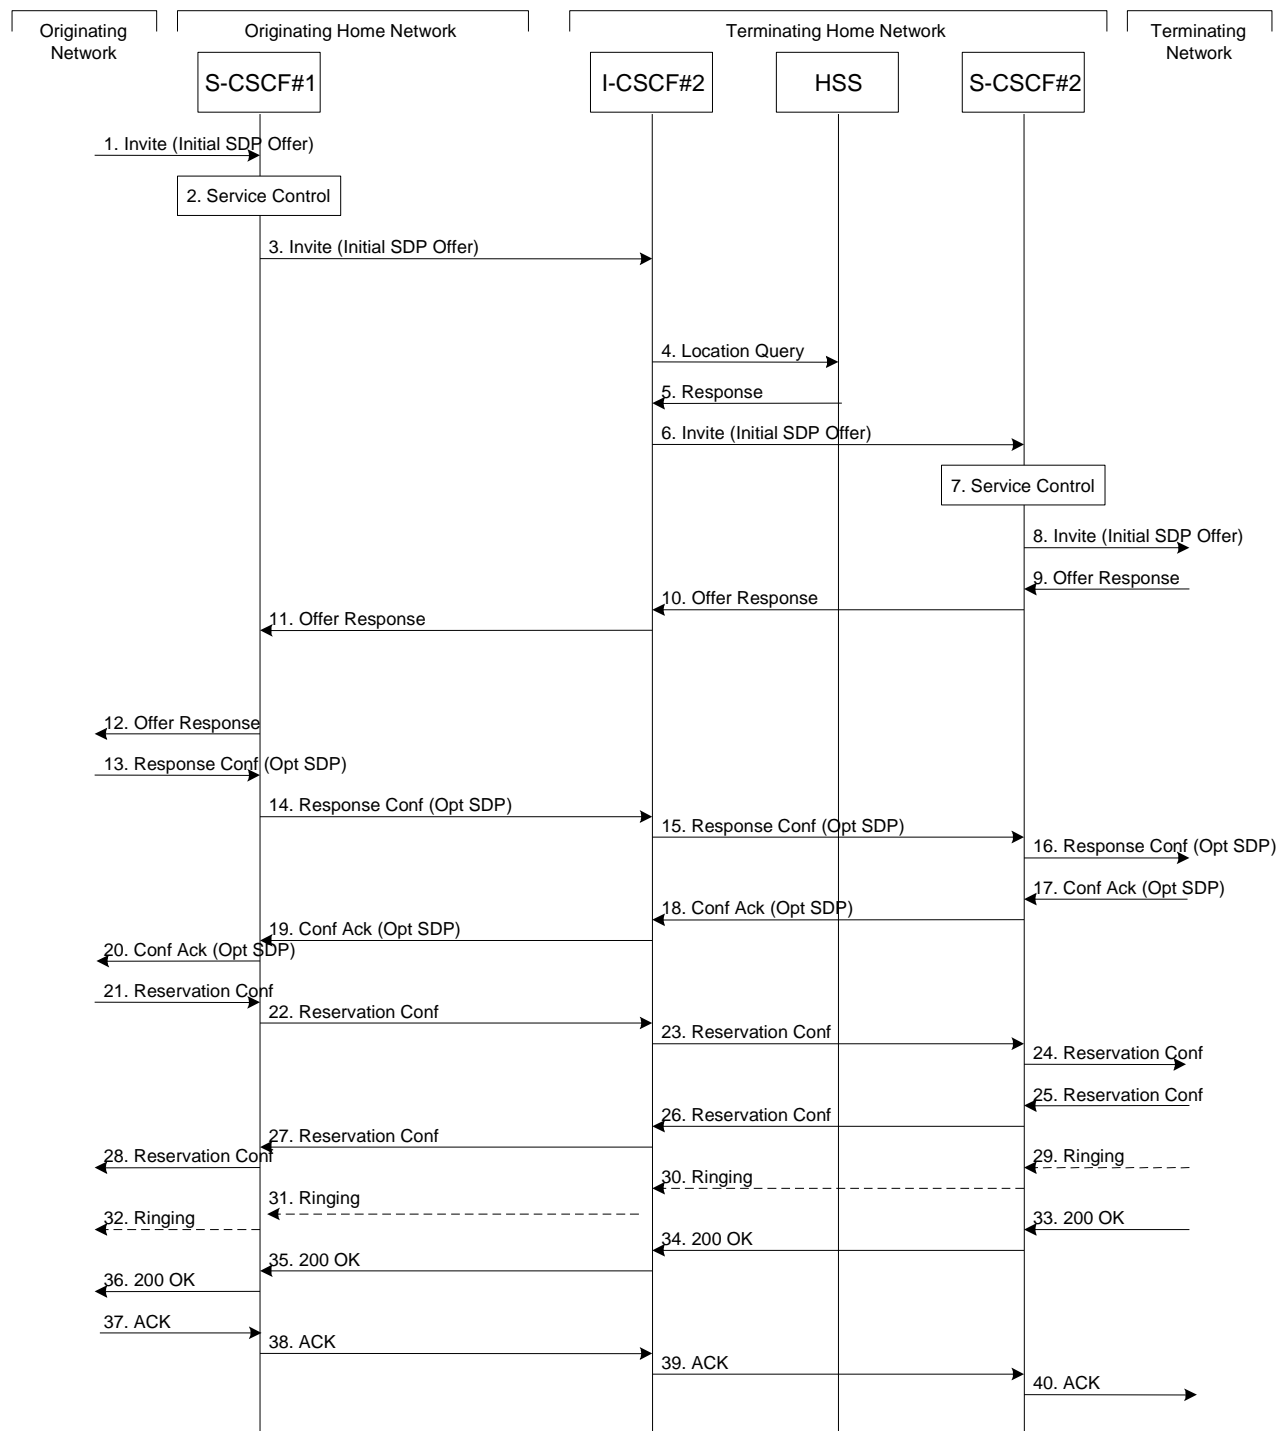 Originating
Network
Originating Home Network
Terminating Home Network
Terminating
Network
S-CSCF#1
I-CSCF#2
HSS
S-CSCF#2
1. Invite (Initial SDP Offer)
2. Service Control
3. Invite (Initial SDP Offer)
4. Location Query
5. Response
6. Invite (Initial SDP Offer)
7. Service Control
8. Invite (Initial SDP Offer)
9. Offer Response
10. Offer Response
11. Offer Response
12. Offer Response
13. Response Conf (Opt SDP)
14. Response Conf (Opt SDP)
15. Response Conf (Opt SDP)
16. Response Conf (Opt SDP)
17. Conf Ack (Opt SDP)
18. Conf Ack (Opt SDP)
19. Conf Ack (Opt SDP)
20. Conf Ack (Opt SDP)
21. Reservation Conf
22. Reservation Conf
23. Reservation Conf
24. Reservation Conf
25. Reservation Conf
26. Reservation Conf
27. Reservation Conf
28. Reservation Conf
29. Ringing
30. Ringing
31. Ringing
32. Ringing
33. 200 OK
34. 200 OK
35. 200 OK
36. 200 OK
37. ACK
38. ACK
39. ACK
40. ACK